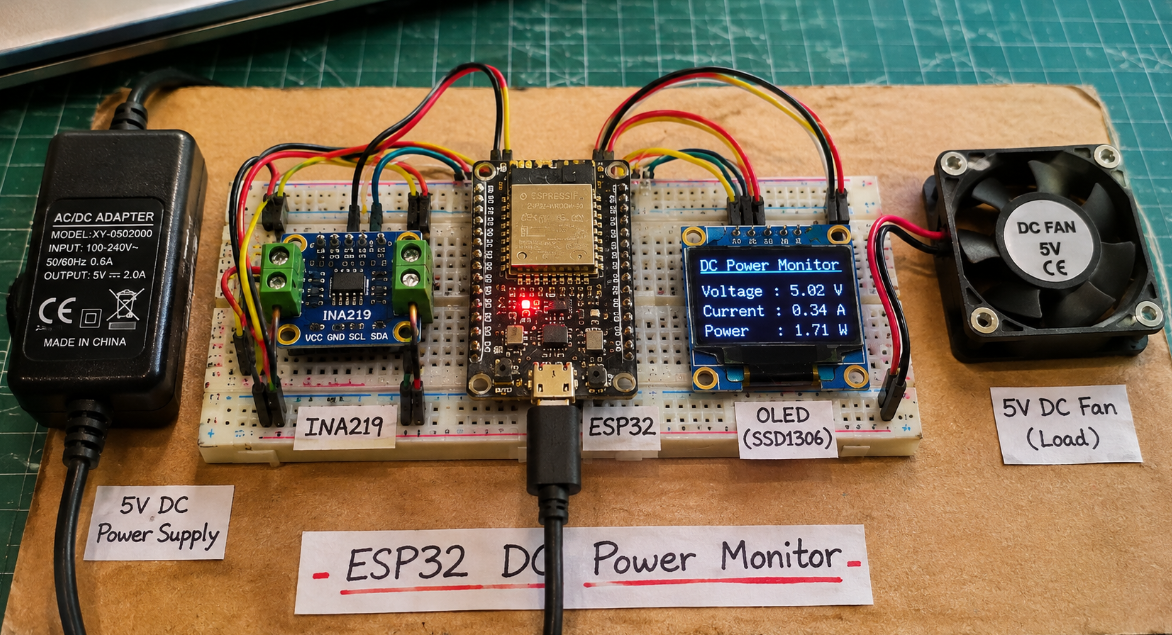 AC/DC ADAPTER
MODEL:XY-0502000
INPUT: 100-240V~
50/60Hz 0.6A
OUTPUT: 5V ⎓ 2.0A
CE
MADE IN CHINA
5V DC
Power Supply
INA219
VCC GND SCL SDA
INA219
ESPRESSIF
ESP32
DC Power Monitor
Voltage : 5.02 V
Current : 0.34 A
Power : 1.71 W
OLED
(SSD1306)
DC FAN
5V
CE
5V DC Fan
(Load)
ESP32 DC Power Monitor